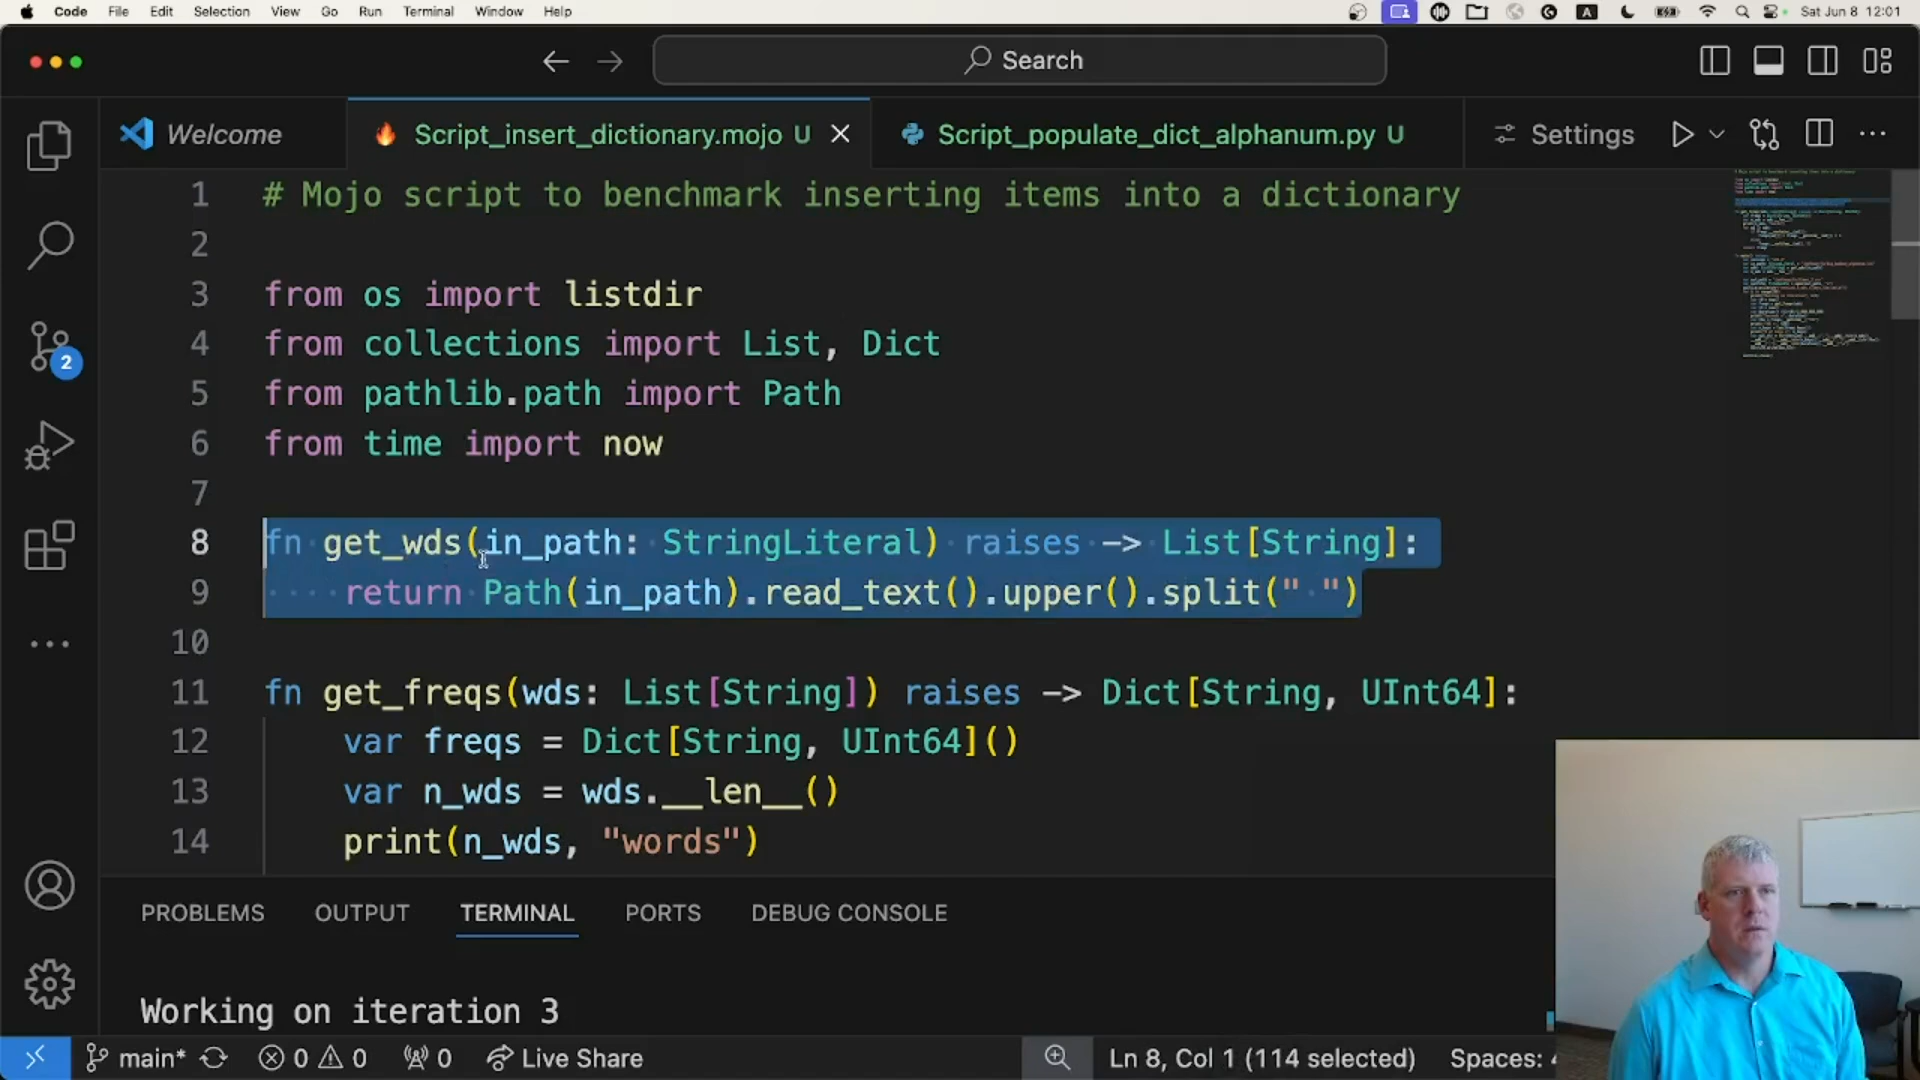 Code File Edit Selection View Go Run Terminal Window Help A Sat Jun 8 12:01
Search
Welcome Script_insert_dictionary.mojo U Script_populate_dict_alphanum.py U Settings
1 # Mojo script to benchmark inserting items into a dictionary
2
3 from os import listdir
4 from collections import List, Dict
5 from pathlib.path import Path
6 from time import now
7
8 fn get_wds(in_path: StringLiteral) raises -> List[String]:
9 return Path(in_path).read_text().upper().split(" ")
10
11 fn get_freqs(wds: List[String]) raises -> Dict[String, UInt64]:
12 var freqs = Dict[String, UInt64]()
13 var n_wds = wds.__len__()
14 print(n_wds, "words")
2
PROBLEMS OUTPUT TERMINAL PORTS DEBUG CONSOLE
Working on iteration 3
main* 0 0 0 Live Share Ln 8, Col 1 (114 selected) Spaces: